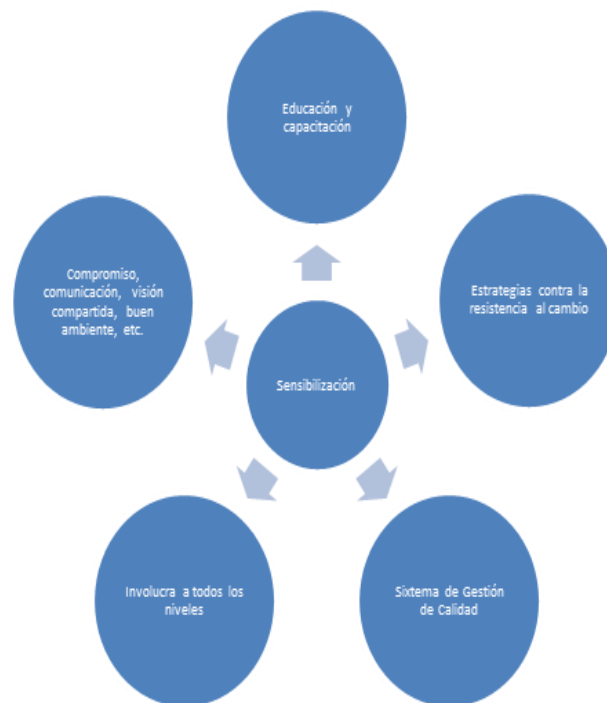 Educación y
capacitación
Compromiso,
comunicación, visión
compartida, buen
ambiente, etc.
Estrategias contra la
resistencia al cambio
Sensibilización
Involucra a todos los
niveles
Sixtema de Gestión
de Calidad